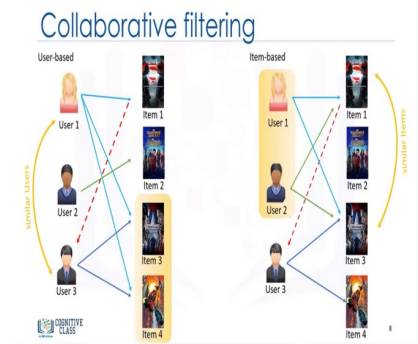 Collaborative filtering
User-based
User 1
User 2
User 3
similar Users
Item 1
Item 2
Item 3
Item 4
Item-based
User 1
User 2
User 3
Item 1
Item 2
Item 3
Item 4
similar Items
COGNITIVE
CLASS
8